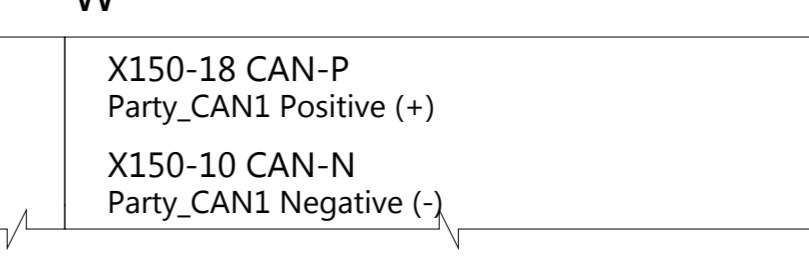 W
X150-18 CAN-P
Party_CAN1 Positive (+)
X150-10 CAN-N
Party_CAN1 Negative (-)